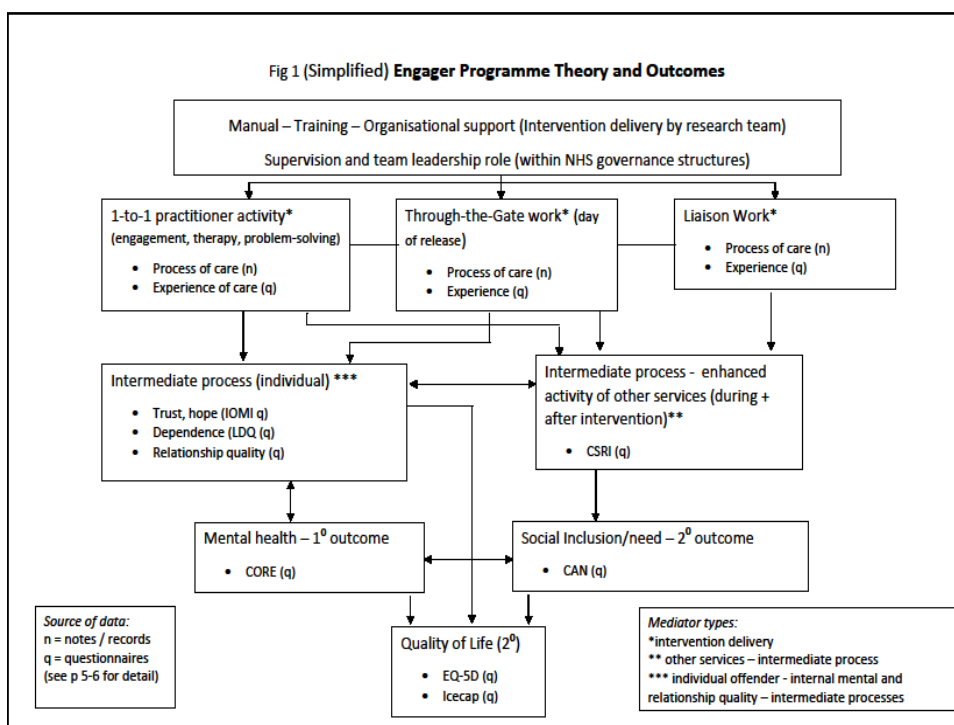 Fig 1 (Simplified) Engager Programme Theory and Outcomes
Manual – Training – Organisational support (Intervention delivery by research team)
Supervision and team leadership role (within NHS governance structures)
1-to-1 practitioner activity*
(engagement, therapy, problem-solving)
• Process of care (n)
• Experience of care (q)
Through-the-Gate work* (day
of release)
• Process of care (n)
• Experience (q)
Liaison Work*
• Process of care (n)
• Experience (q)
Intermediate process (individual) ***
• Trust, hope (IOMI q)
• Dependence (LDQ (q)
• Relationship quality (q)
Intermediate process - enhanced
activity of other services (during +
after intervention)**
• CSRI (q)
Mental health – 1⁰ outcome
• CORE (q)
Social Inclusion/need – 2⁰ outcome
• CAN (q)
Source of data:
n = notes / records
q = questionnaires
(see p 5-6 for detail)
Quality of Life (2⁰)
• EQ-5D (q)
• Icecap (q)
Mediator types:
*intervention delivery
** other services – intermediate process
*** individual offender - internal mental and
relationship quality – intermediate processes